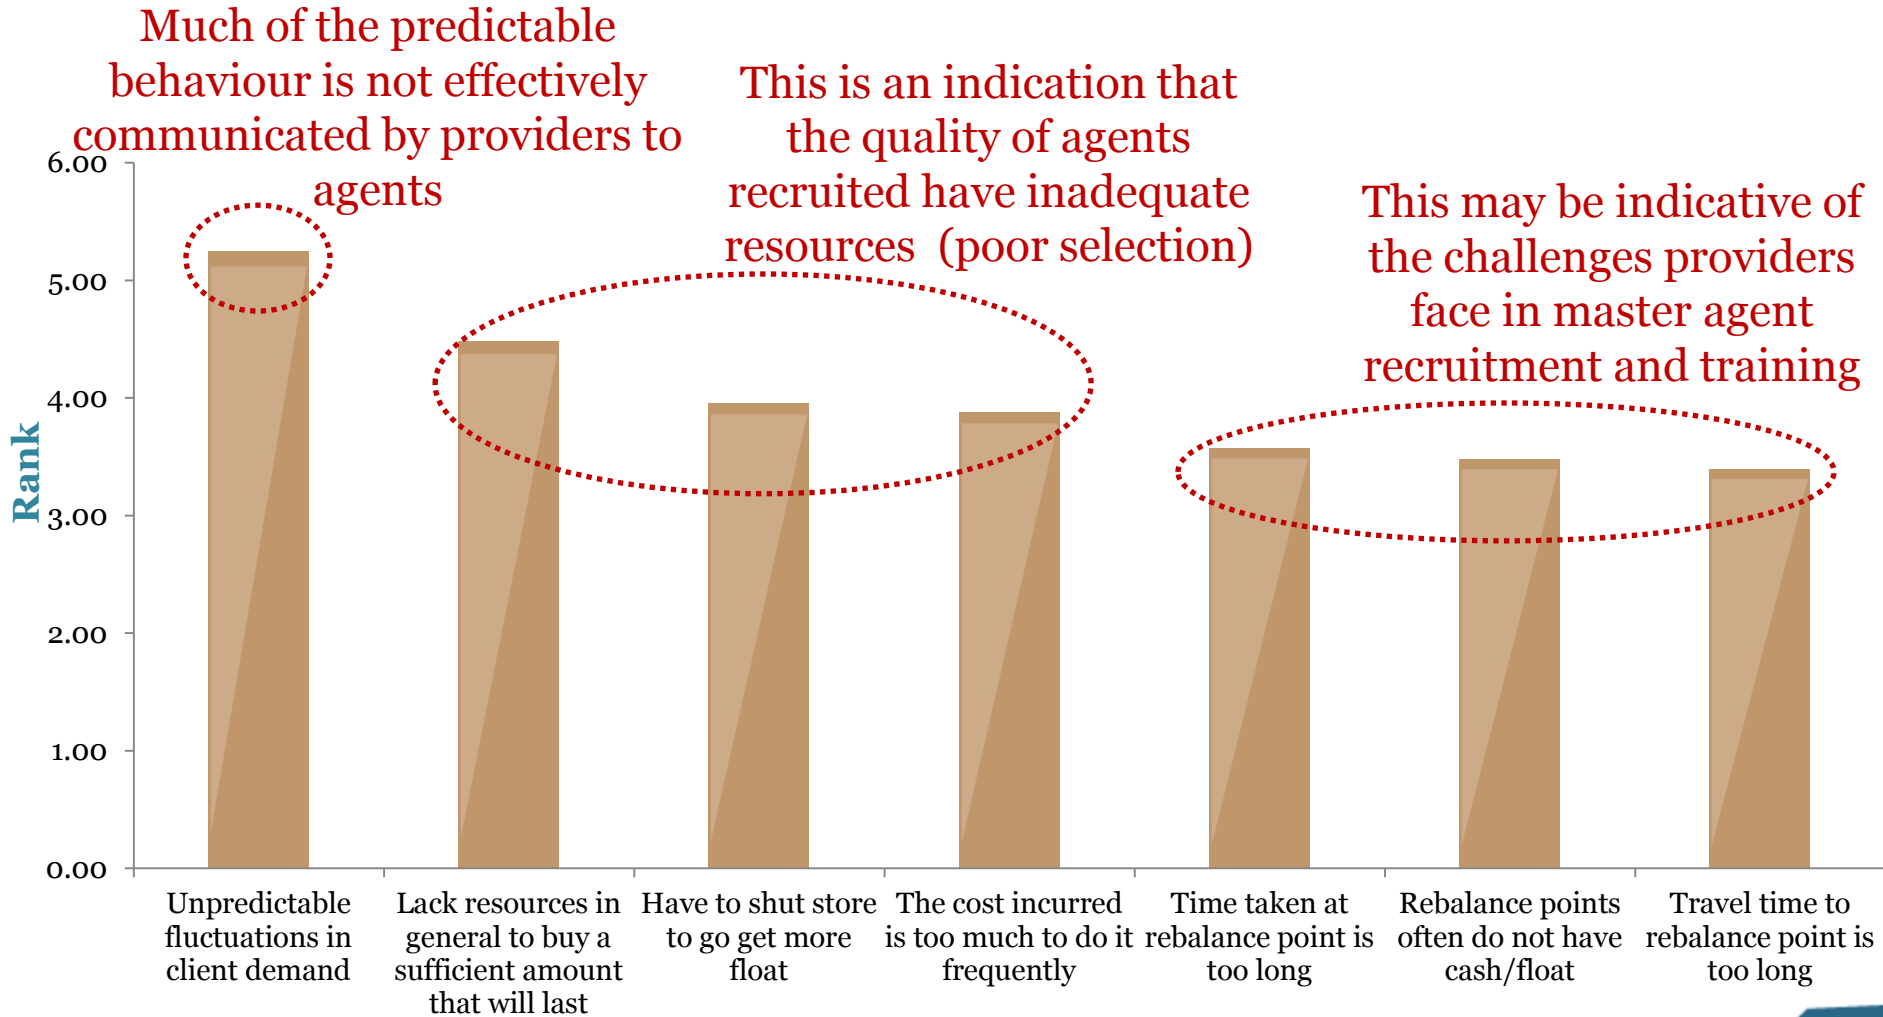 Much of the predictable
behaviour is not effectively
communicated by providers to
agents
This is an indication that
the quality of agents
recruited have inadequate
resources (poor selection)
This may be indicative of
the challenges providers
face in master agent
recruitment and training
Rank
6.00
5.00
4.00
3.00
2.00
1.00
0.00
Unpredictable
fluctuations in
client demand
Lack resources in
general to buy a
sufficient amount
that will last
Have to shut store
to go get more
float
The cost incurred
is too much to do it
frequently
Time taken at
rebalance point is
too long
Rebalance points
often do not have
cash/float
Travel time to
rebalance point is
too long